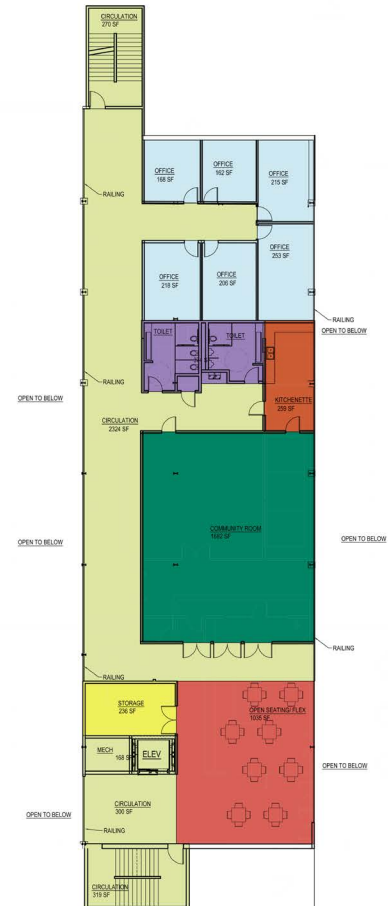 CIRCULATION
270 SF
OFFICE
168 SF
OFFICE
162 SF
OFFICE
215 SF
RAILING
OFFICE
218 SF
OFFICE
206 SF
OFFICE
253 SF
RAILING
OPEN TO BELOW
TOILET
TOILET
RAILING
OPEN TO BELOW
KITCHENETTE
259 SF
CIRCULATION
2324 SF
COMMUNITY ROOM
OPEN TO BELOW
OPEN TO BELOW
RAILING
RAILING
STORAGE
236 SF
OPEN SEATING/FLEX
MECH
168 SF
ELEV
OPEN TO BELOW
CIRCULATION
300 SF
OPEN TO BELOW
RAILING
CIRCULATION
319 SF